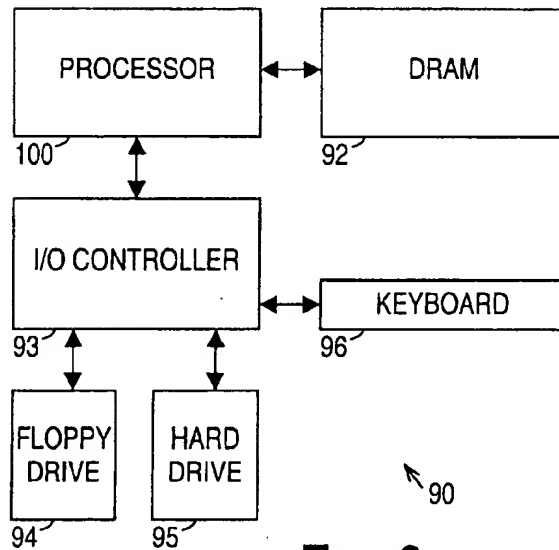 PROCESSOR
DRAM
100
92
I/O CONTROLLER
KEYBOARD
93
96
FLOPPY
DRIVE
HARD
DRIVE
94
95
90